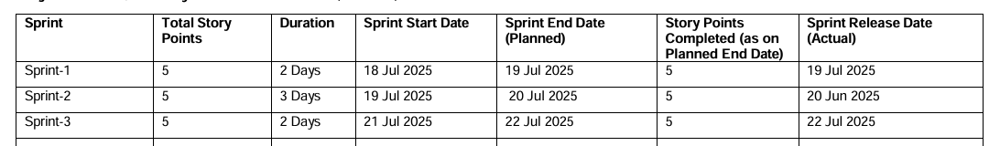 Sprint Total Story Duration Sprint Start Date Sprint End Date Story Points Sprint Release Date
Points (Planned) Completed (as on (Actual)
Planned End Date)
Sprint-1 5 2 Days 18 Jul 2025 19 Jul 2025 5 19 Jul 2025
Sprint-2 5 3 Days 19 Jul 2025 20 Jul 2025 5 20 Jun 2025
Sprint-3 5 2 Days 21 Jul 2025 22 Jul 2025 5 22 Jul 2025